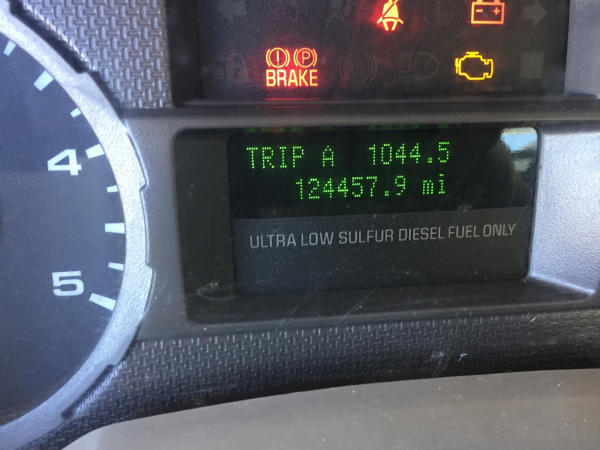 BRAKE
TRIP A 1044.5
124457.9 mi
ULTRA LOW SULFUR DIESEL FUEL ONLY
4
5